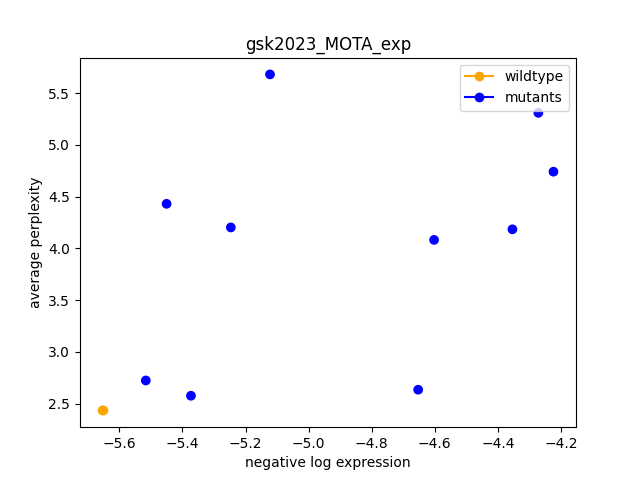 gsk2023_MOTA_exp
wildtype
mutants
5.5
5.0
4.5
4.0
3.5
3.0
2.5
average perplexity
−5.6 −5.4 −5.2 −5.0 −4.8 −4.6 −4.4 −4.2
negative log expression